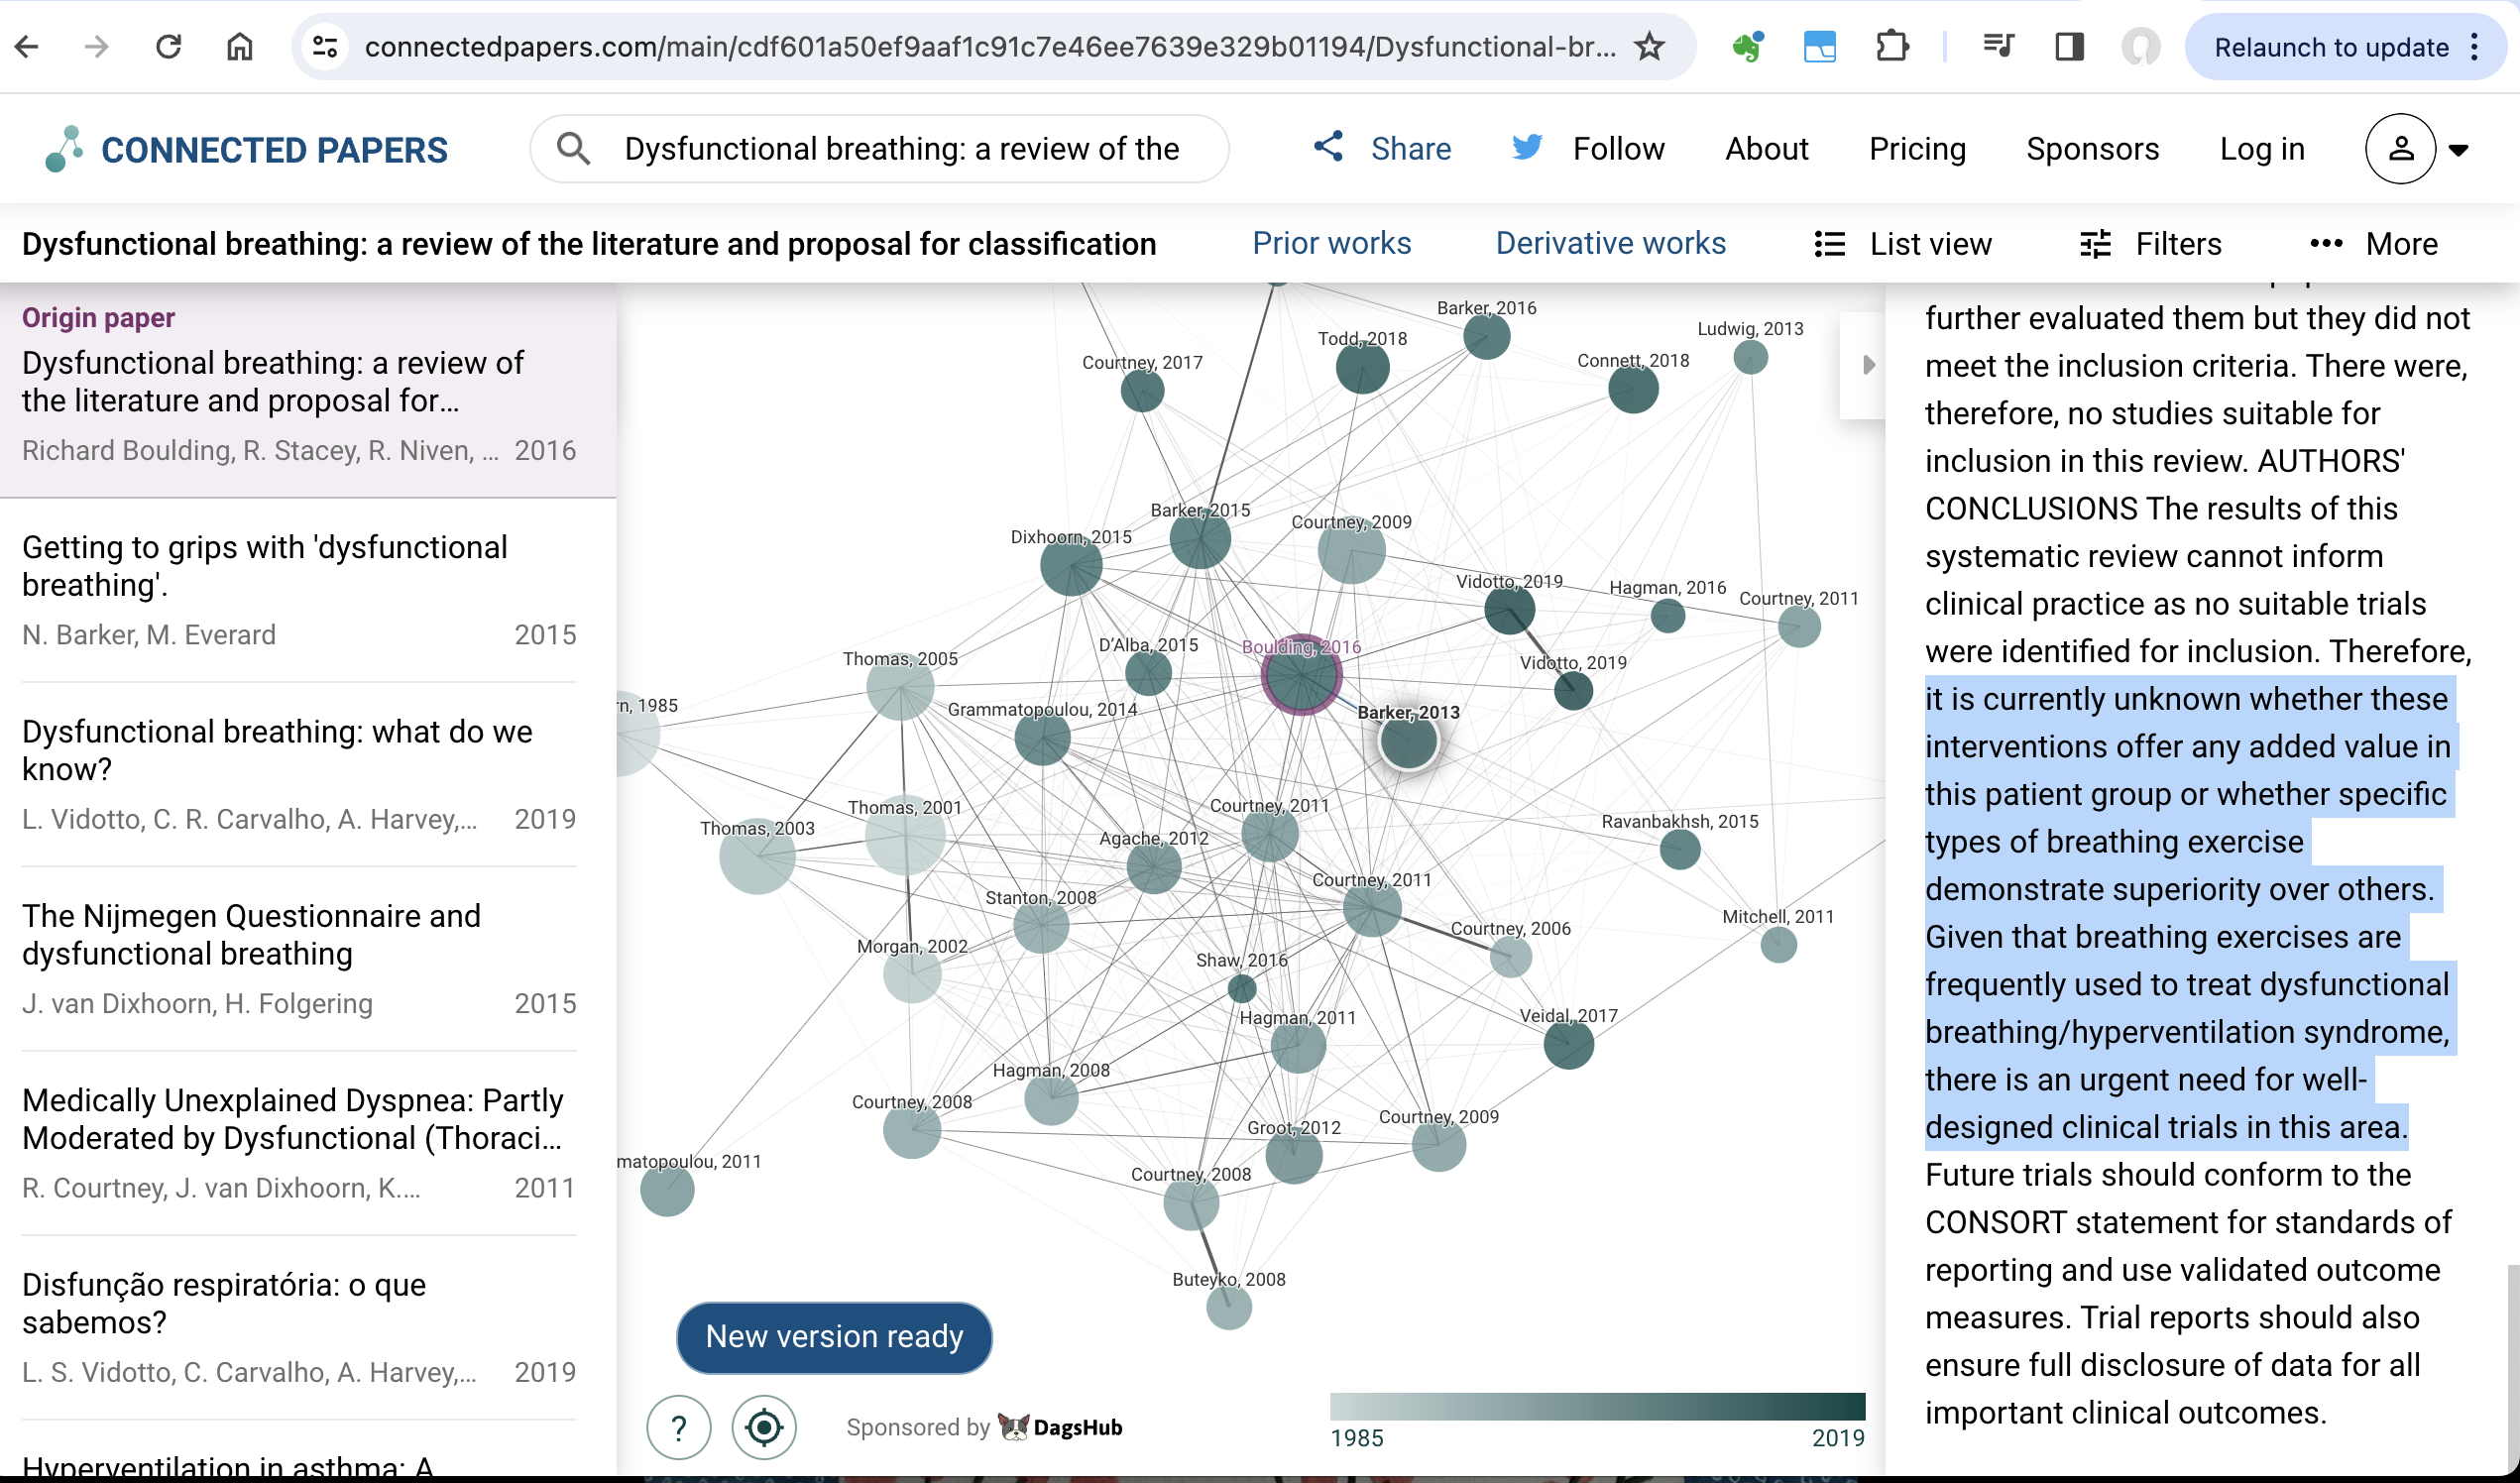 connectedpapers.com/main/cdf601a50ef9aaf1c91c7e46ee7639e329b01194/Dysfunctional-br...
Relaunch to update
CONNECTED PAPERS
Dysfunctional breathing: a review of the
Share
Follow
About
Pricing
Sponsors
Log in
Dysfunctional breathing: a review of the literature and proposal for classification
Prior works
Derivative works
List view
Filters
More
Origin paper
Dysfunctional breathing: a review of
the literature and proposal for...
Richard Boulding, R. Stacey, R. Niven, ... 2016
Getting to grips with 'dysfunctional
breathing'.
N. Barker, M. Everard 2015
Dysfunctional breathing: what do we
know?
L. Vidotto, C. R. Carvalho, A. Harvey,... 2019
The Nijmegen Questionnaire and
dysfunctional breathing
J. van Dixhoorn, H. Folgering 2015
Medically Unexplained Dyspnea: Partly
Moderated by Dysfunctional (Thoraci...
R. Courtney, J. van Dixhoorn, K.... 2011
Disfunção respiratória: o que
sabemos?
L. S. Vidotto, C. Carvalho, A. Harvey,... 2019
Hyperventilation in asthma: A
Barker, 2016
Ludwig, 2013
Todd, 2018
Courtney, 2017
Connett, 2018
Barker, 2015
Courtney, 2009
Dixhoorn, 2015
Vidotto, 2019
Hagman, 2016
Courtney, 2011
D'Alba, 2015
Boulding, 2016
Thomas, 2005
Vidotto, 2019
rn, 1985
Grammatopoulou, 2014
Barker, 2013
Thomas, 2001
Courtney, 2011
Thomas, 2003
Ravanbakhsh, 2015
Agache, 2012
Courtney, 2011
Stanton, 2008
Mitchell, 2011
Courtney, 2006
Morgan, 2002
Shaw, 2016
Hagman, 2011
Veidal, 2017
Hagman, 2008
Courtney, 2008
Courtney, 2009
Groot, 2012
matopoulou, 2011
Courtney, 2008
Buteyko, 2008
New version ready
?
Sponsored by DagsHub
1985
2019
further evaluated them but they did not
meet the inclusion criteria. There were,
therefore, no studies suitable for
inclusion in this review. AUTHORS'
CONCLUSIONS The results of this
systematic review cannot inform
clinical practice as no suitable trials
were identified for inclusion. Therefore,
it is currently unknown whether these
interventions offer any added value in
this patient group or whether specific
types of breathing exercise
demonstrate superiority over others.
Given that breathing exercises are
frequently used to treat dysfunctional
breathing/hyperventilation syndrome,
there is an urgent need for well-
designed clinical trials in this area.
Future trials should conform to the
CONSORT statement for standards of
reporting and use validated outcome
measures. Trial reports should also
ensure full disclosure of data for all
important clinical outcomes.